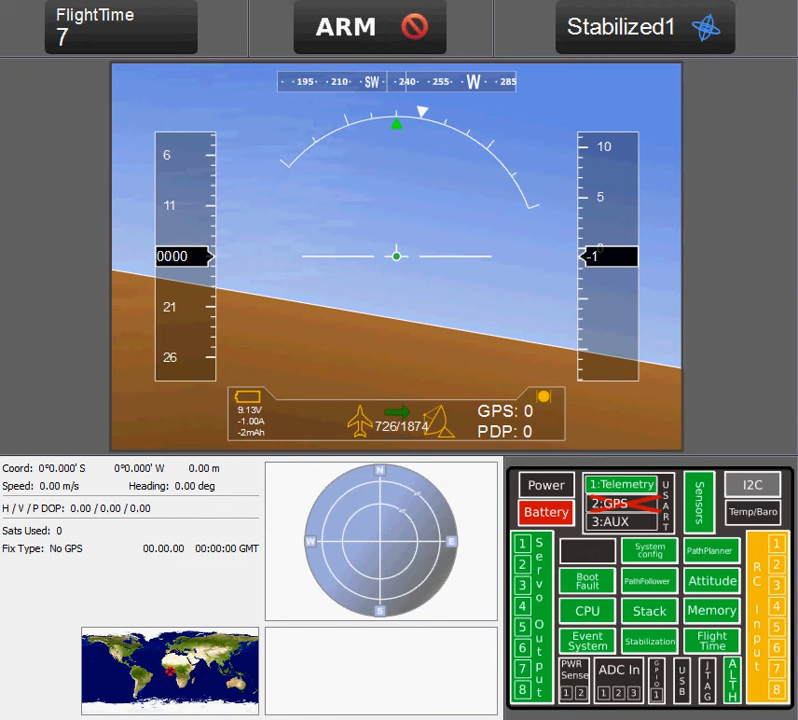 FlightTime
7
ARM
Stabilized1
195 · 210 · SW · 240 · 255 · W · 285
6
11
0000
21
26
10
5
-1
9.13V
-1.00A
-2mAh
726/1874
GPS: 0
PDP: 0
Coord: 0°0.000' S 0°0.000' W 0.00 m
Speed: 0.00 m/s Heading: 0.00 deg
H / V / P DOP: 0.00 / 0.00 / 0.00
Sats Used: 0
Fix Type: No GPS 00.00.00 00:00:00 GMT
N
W
E
S
Power
Battery
1:Telemetry
2:GPS
3:AUX
USART
Sensors
I2C
Temp/Baro
1
2
3
4
5
6
7
8
Servo Output
System
config
PathPlanner
Boot
Fault
PathFollower
Attitude
CPU
Stack
Memory
Event
System
Stabilization
Flight
Time
PWR
Sense
1 2
ADC In
1 2 3
GPIO
1
USB
JTAG
ALTH
RC Input
1
2
3
4
5
6
7
8